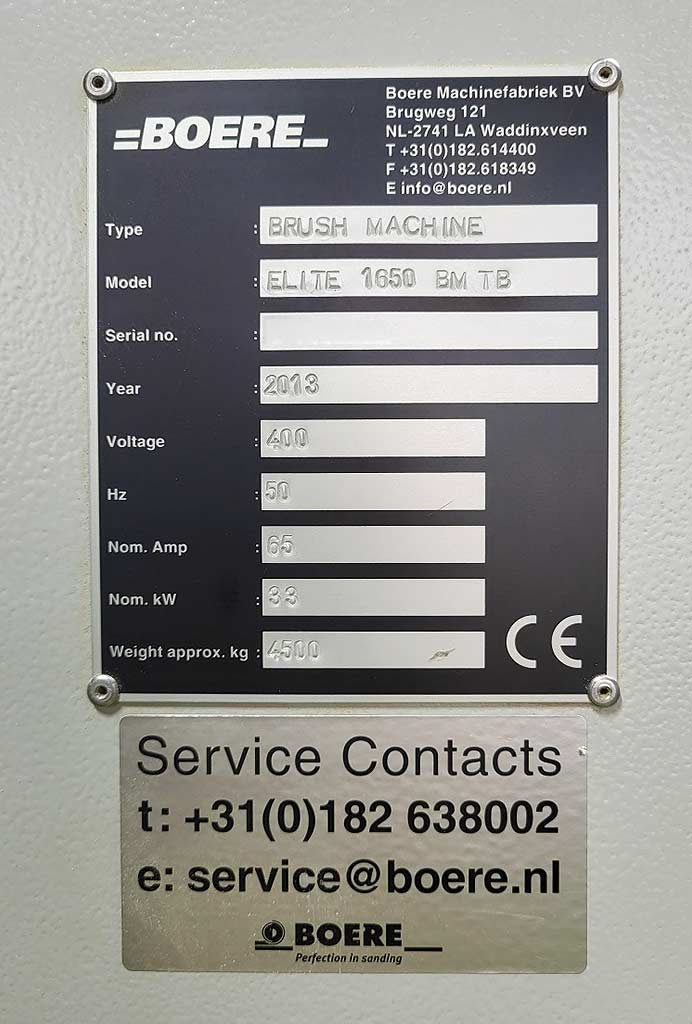 BOERE
Boere Machinefabriek BV
Brugweg 121
NL-2741 LA Waddinxveen
T +31(0)182.614400
F +31(0)182.618349
E info@boere.nl
Type : BRUSH MACHINE
Model : ELITE 1650 BM TB
Serial no. :
Year : 2013
Voltage : 400
Hz : 50
Nom. Amp : 65
Nom. kW : 33
Weight approx. kg : 4500
CE
Service Contacts
t: +31(0)182 638002
e: service@boere.nl
BOERE
Perfection in sanding